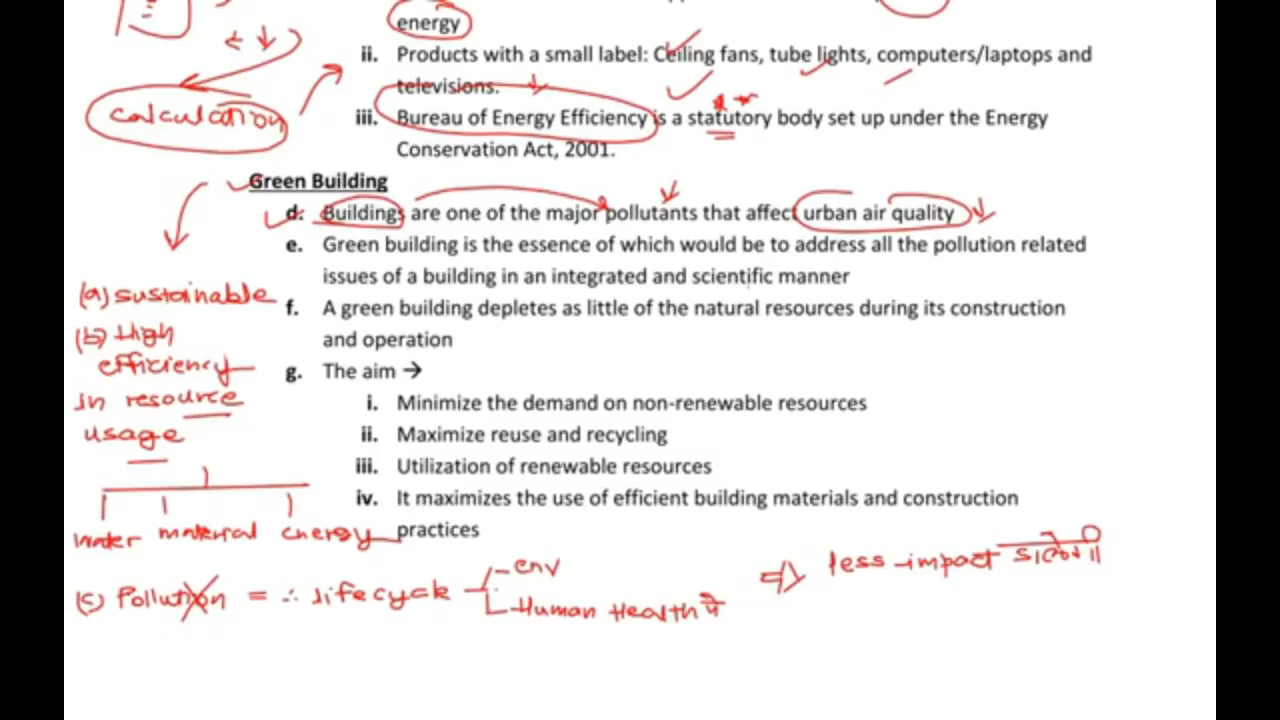 energy
ii. Products with a small label: Ceiling fans, tube lights, computers/laptops and
televisions.
calculation
iii. Bureau of Energy Efficiency is a statutory body set up under the Energy
Conservation Act, 2001.
Green Building
d. Buildings are one of the major pollutants that affect urban air quality
e. Green building is the essence of which would be to address all the pollution related
issues of a building in an integrated and scientific manner
(a) sustainable
f. A green building depletes as little of the natural resources during its construction
and operation
(b) High
efficiency
in resource
usage
g. The aim →
i. Minimize the demand on non-renewable resources
ii. Maximize reuse and recycling
iii. Utilization of renewable resources
iv. It maximizes the use of efficient building materials and construction
practices
water material energy
(c) Pollution = ∴ lifecycle - env
- Human Health
⇒ less impact